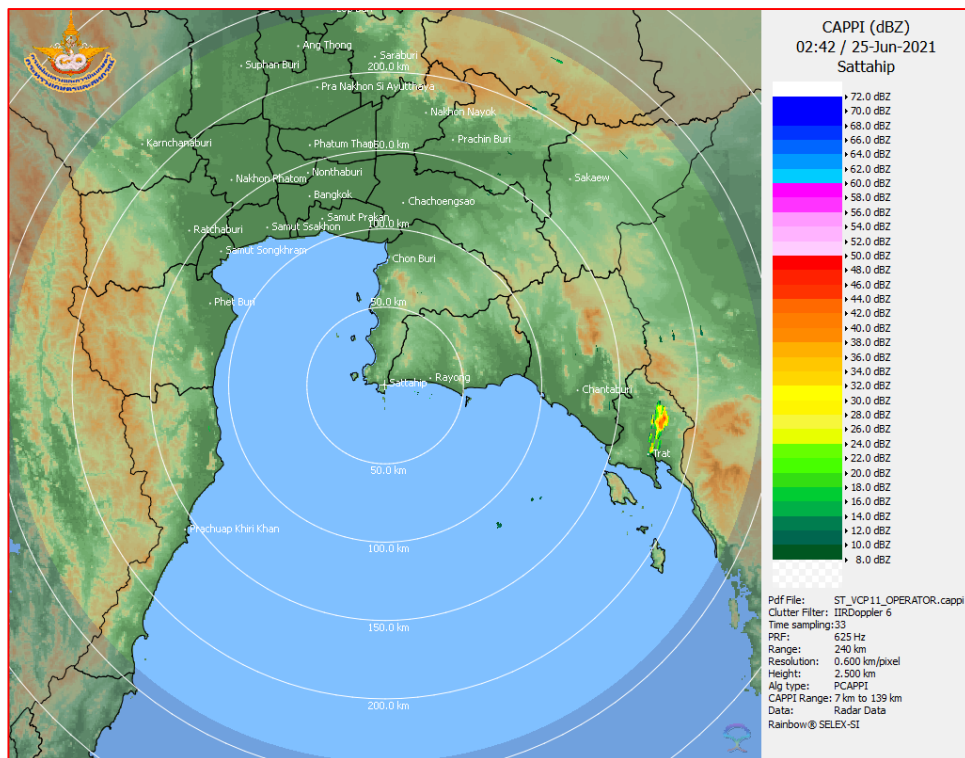 CAPPI (dBZ)
02:42 / 25-Jun-2021
Sattahip
72.0 dBZ
70.0 dBZ
68.0 dBZ
66.0 dBZ
64.0 dBZ
62.0 dBZ
60.0 dBZ
58.0 dBZ
56.0 dBZ
54.0 dBZ
52.0 dBZ
50.0 dBZ
48.0 dBZ
46.0 dBZ
44.0 dBZ
42.0 dBZ
40.0 dBZ
38.0 dBZ
36.0 dBZ
34.0 dBZ
32.0 dBZ
30.0 dBZ
28.0 dBZ
26.0 dBZ
24.0 dBZ
22.0 dBZ
20.0 dBZ
18.0 dBZ
16.0 dBZ
14.0 dBZ
12.0 dBZ
10.0 dBZ
8.0 dBZ
Pdf File: ST_VCP11_OPERATOR.cappi
Clutter Filter: IIRDoppler 6
Time sampling:33
PRF: 625 Hz
Range: 240 km
Resolution: 0.600 km/pixel
Height: 2.500 km
Alg type: PCAPPI
CAPPI Range: 7 km to 139 km
Data: Radar Data
Rainbow® SELEX-SI
Ang Thong
Saraburi
Suphan Buri
200.0 km
Pra Nakhon Si Ayutthaya
Nakhon Nayok
Karnchanaburi
Phatum Thani
150.0 km
Prachin Buri
Nonthaburi
Nakhon Phatom
Sakaew
Bangkok
Chachoengsao
Samut Prakan
Ratchaburi
Samut Ssakhon
100.0 km
Samut Songkhram
Chon Buri
Phet Buri
50.0 km
Sattahip
Rayong
Chantaburi
Trat
50.0 km
Prachuap Khiri Khan
100.0 km
150.0 km
200.0 km